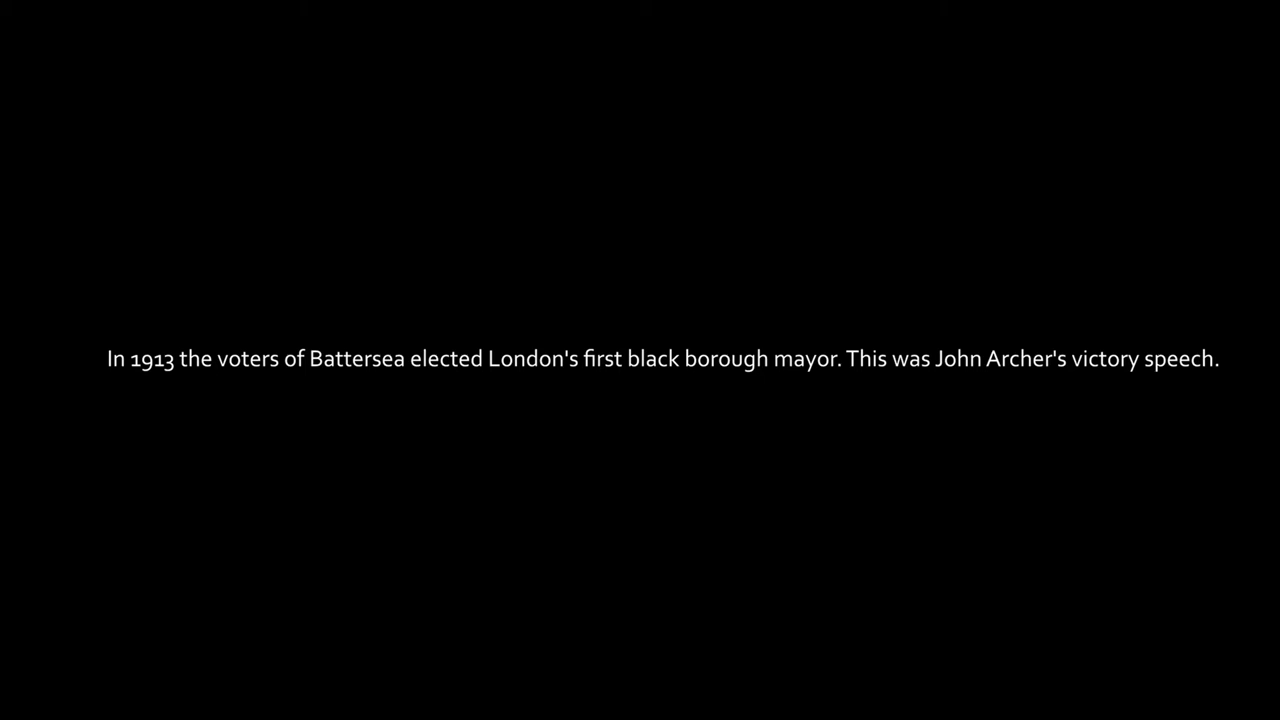 In 1913 the voters of Battersea elected London's first black borough mayor. This was John Archer's victory speech.